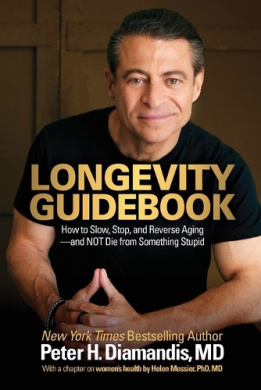 LONGEVITY
GUIDEBOOK
How to Slow, Stop, and Reverse Aging
—and NOT Die from Something Stupid
New York Times Bestselling Author
Peter H. Diamandis, MD
With a chapter on women's health by Helen Messier, PhD, MD